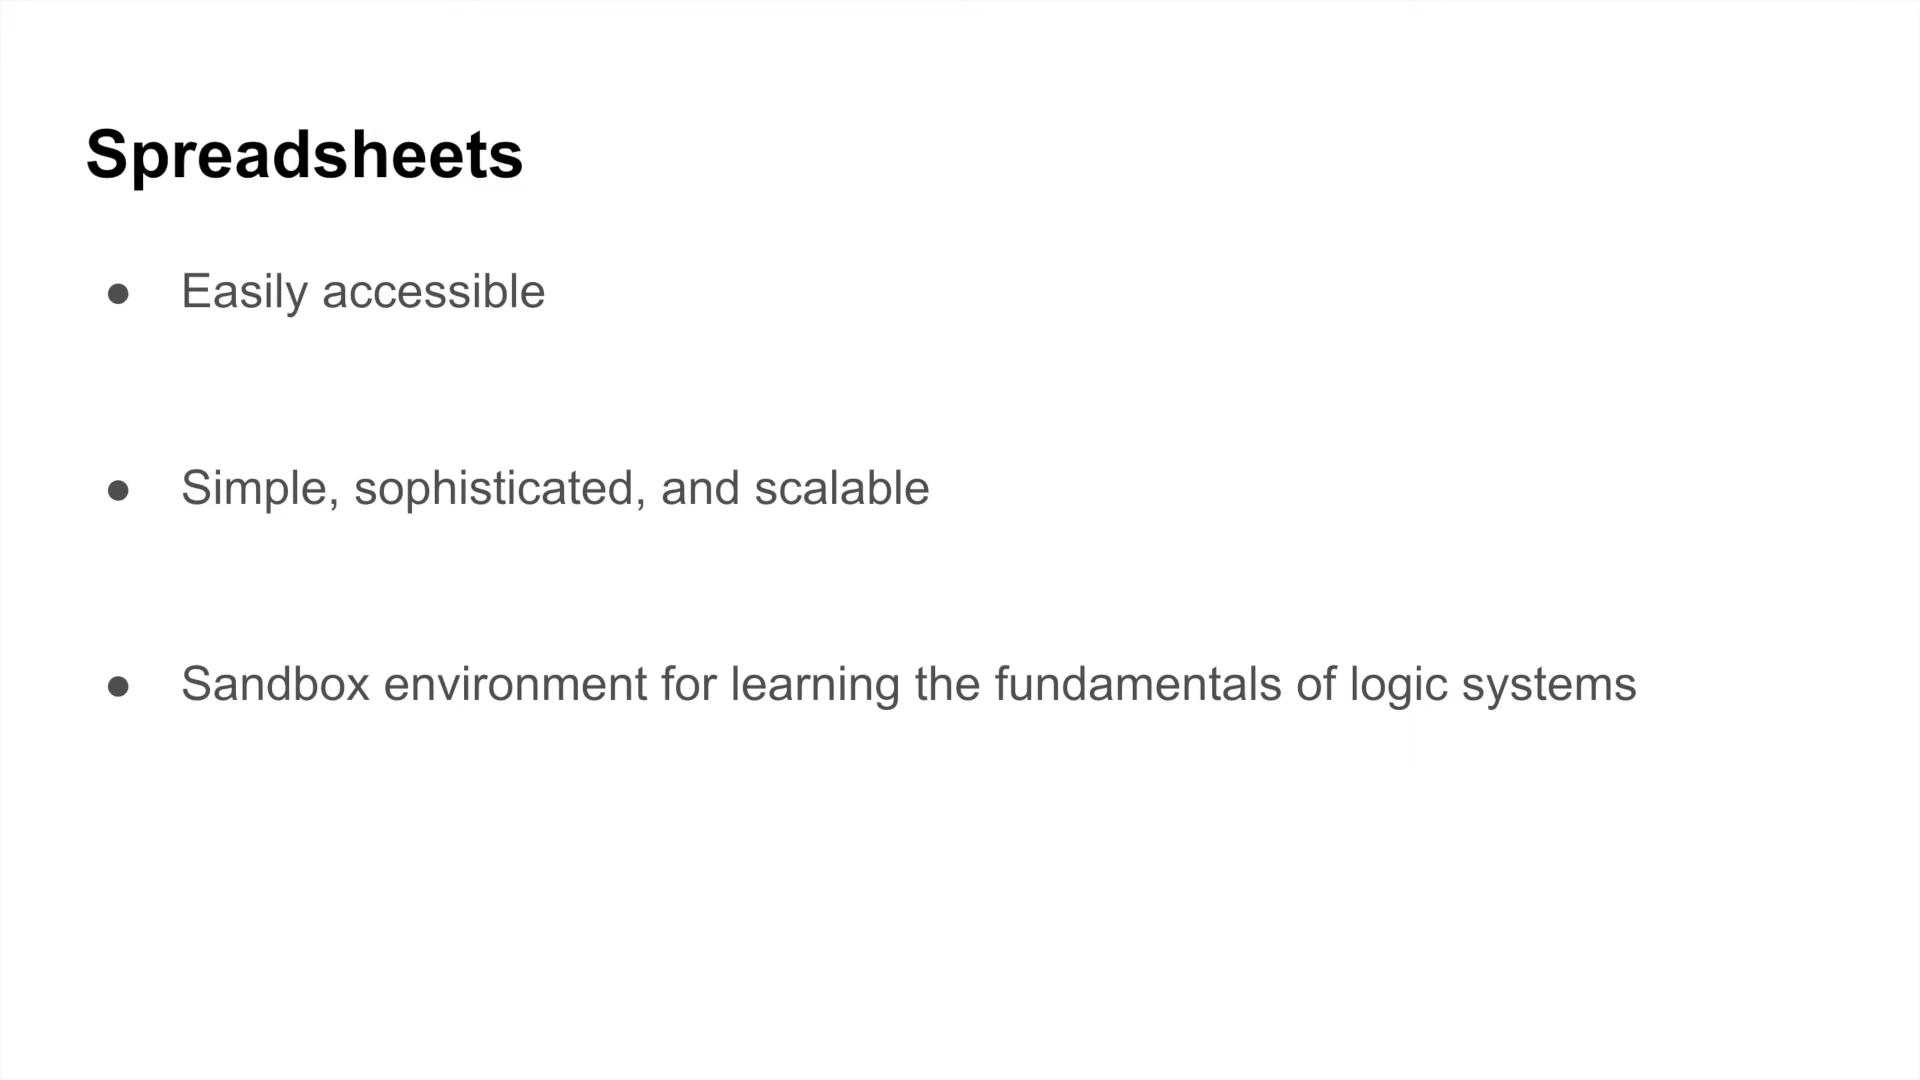 Spreadsheets
● Easily accessible
● Simple, sophisticated, and scalable
● Sandbox environment for learning the fundamentals of logic systems